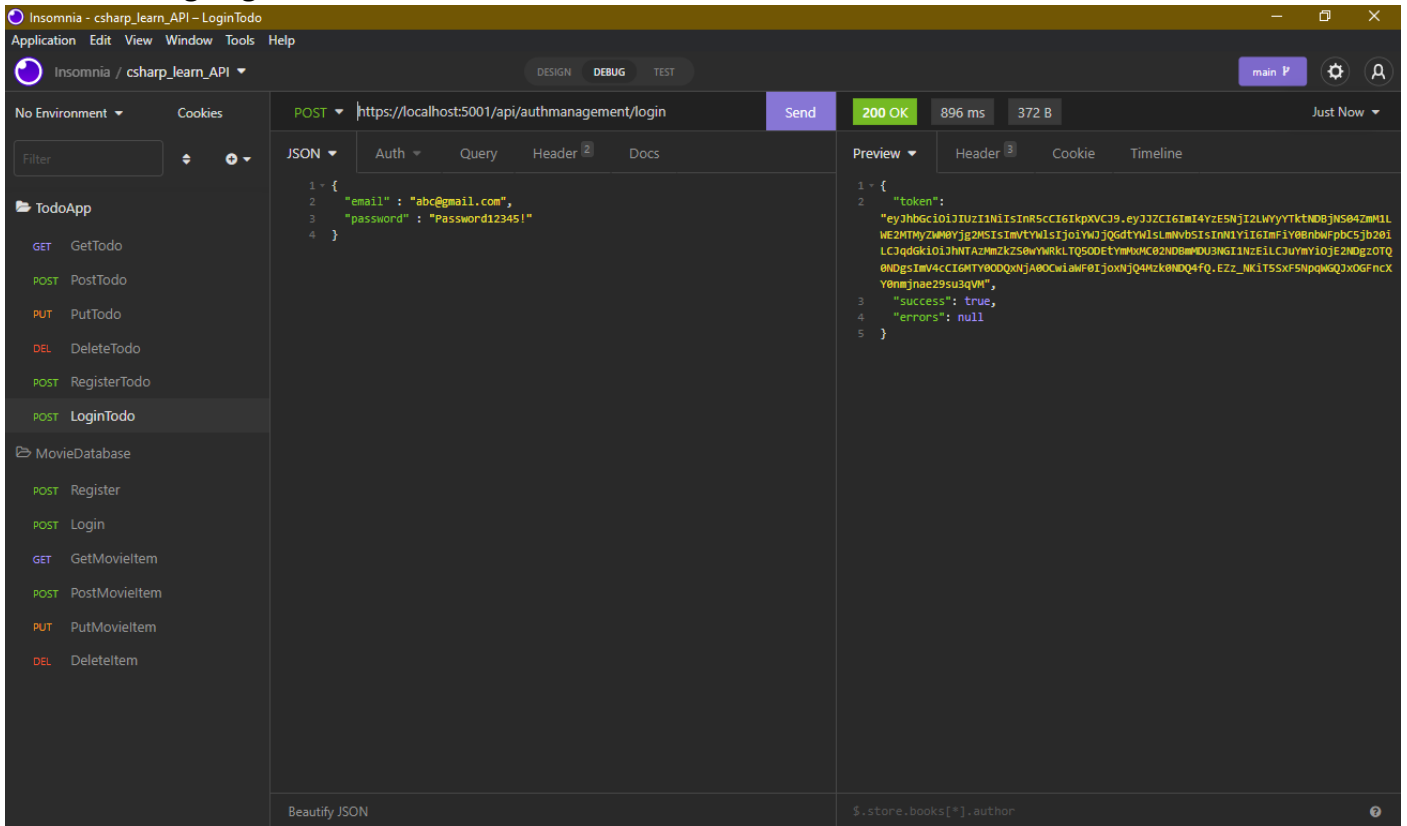 Insomnia - csharp_learn_API – LoginTodo
Application Edit View Window Tools Help
Insomnia / csharp_learn_API
DESIGN DEBUG TEST
main
No Environment
Cookies
POST https://localhost:5001/api/authmanagement/login Send
200 OK 896 ms 372 B Just Now
Filter
JSON Auth Query Header 2 Docs
Preview Header 3 Cookie Timeline
TodoApp
GET GetTodo
POST PostTodo
PUT PutTodo
DEL DeleteTodo
POST RegisterTodo
POST LoginTodo
MovieDatabase
POST Register
POST Login
GET GetMovieItem
POST PostMovieItem
PUT PutMovieItem
DEL DeleteItem
1 {
2 "email" : "abc@gmail.com",
3 "password" : "Password12345!"
4 }
Beautify JSON
1 {
2 "token":
3 "success": true,
4 "errors": null
5 }
$.store.books[*].author